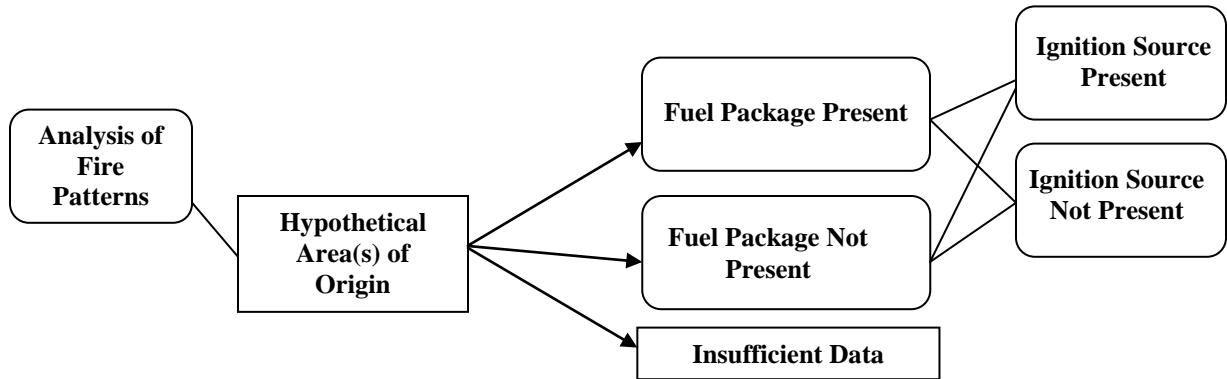 Analysis of
Fire
Patterns
Hypothetical
Area(s) of
Origin
Fuel Package Present
Fuel Package Not
Present
Insufficient Data
Ignition Source
Present
Ignition Source
Not Present